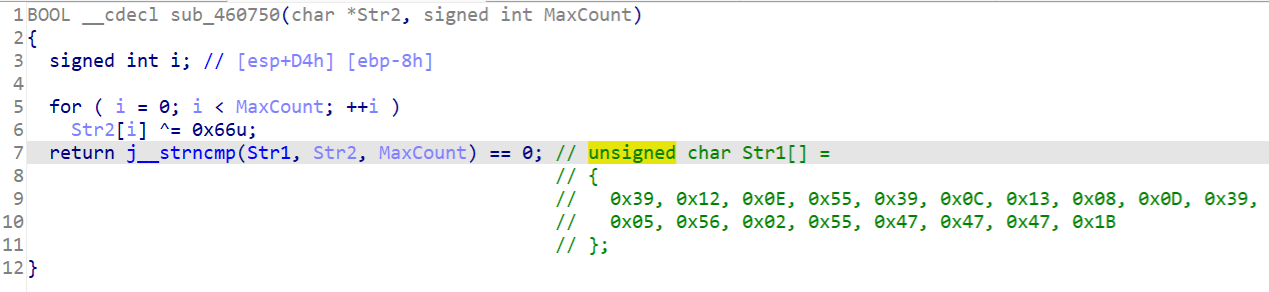 1 BOOL __cdecl sub_460750(char *Str2, signed int MaxCount)
2 {
3   signed int i; // [esp+D4h] [ebp-8h]
4
5   for ( i = 0; i < MaxCount; ++i )
6     Str2[i] ^= 0x66u;
7   return j__strncmp(Str1, Str2, MaxCount) == 0; // unsigned char Str1[] =
8                                                 // {
9                                                 //   0x39, 0x12, 0x0E, 0x55, 0x39, 0x0C, 0x13, 0x08, 0x0D, 0x39,
10                                                //   0x05, 0x56, 0x02, 0x55, 0x47, 0x47, 0x47, 0x1B
11                                                // };
12 }